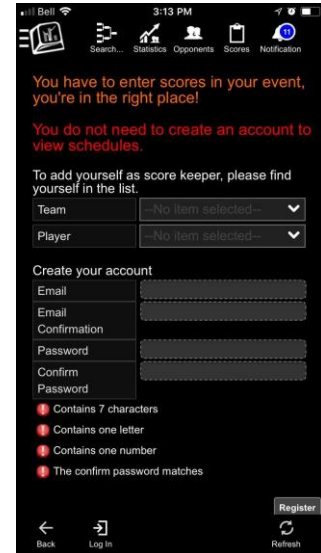 Bell 3:13 PM
Search... Statistics Opponents Scores Notification
11
You have to enter scores in your event,
you're in the right place!
You do not need to create an account to
view schedules.
To add yourself as score keeper, please find
yourself in the list.
Team --No item selected--
Player --No item selected--
Create your account
Email
Email
Confirmation
Password
Confirm
Password
Contains 7 characters
Contains one letter
Contains one number
The confirm password matches
Register
Back Log In Refresh